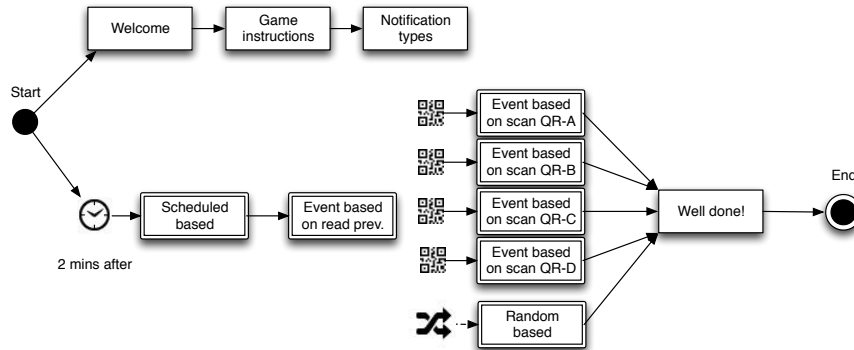 Welcome
Game
instructions
Notification
types
Start
Event based
on scan QR-A
Event based
on scan QR-B
Event based
on scan QR-C
Event based
on scan QR-D
Random
based
Well done!
End
Scheduled
based
Event based
on read prev.
2 mins after